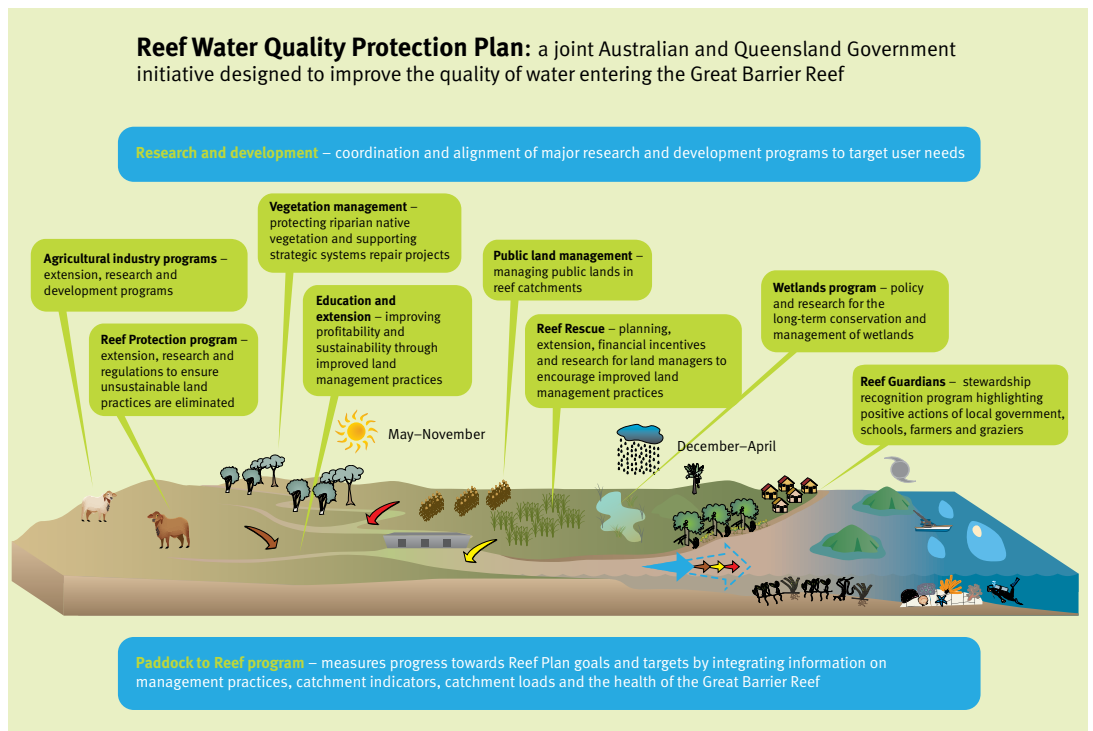 Reef Water Quality Protection Plan: a joint Australian and Queensland Government
initiative designed to improve the quality of water entering the Great Barrier Reef
Research and development – coordination and alignment of major research and development programs to target user needs
Vegetation management –
protecting riparian native
vegetation and supporting
strategic systems repair projects
Agricultural industry programs –
extension, research and
development programs
Public land management –
managing public lands in
reef catchments
Wetlands program – policy
and research for the
long-term conservation and
management of wetlands
Education and
extension – improving
profitability and
sustainability through
improved land
management practices
Reef Protection program –
extension, research and
regulations to ensure
unsustainable land
practices are eliminated
Reef Rescue – planning,
extension, financial incentives
and research for land managers to
encourage improved land
management practices
Reef Guardians – stewardship
recognition program highlighting
positive actions of local government,
schools, farmers and graziers
May–November
December–April
Paddock to Reef program – measures progress towards Reef Plan goals and targets by integrating information on
management practices, catchment indicators, catchment loads and the health of the Great Barrier Reef